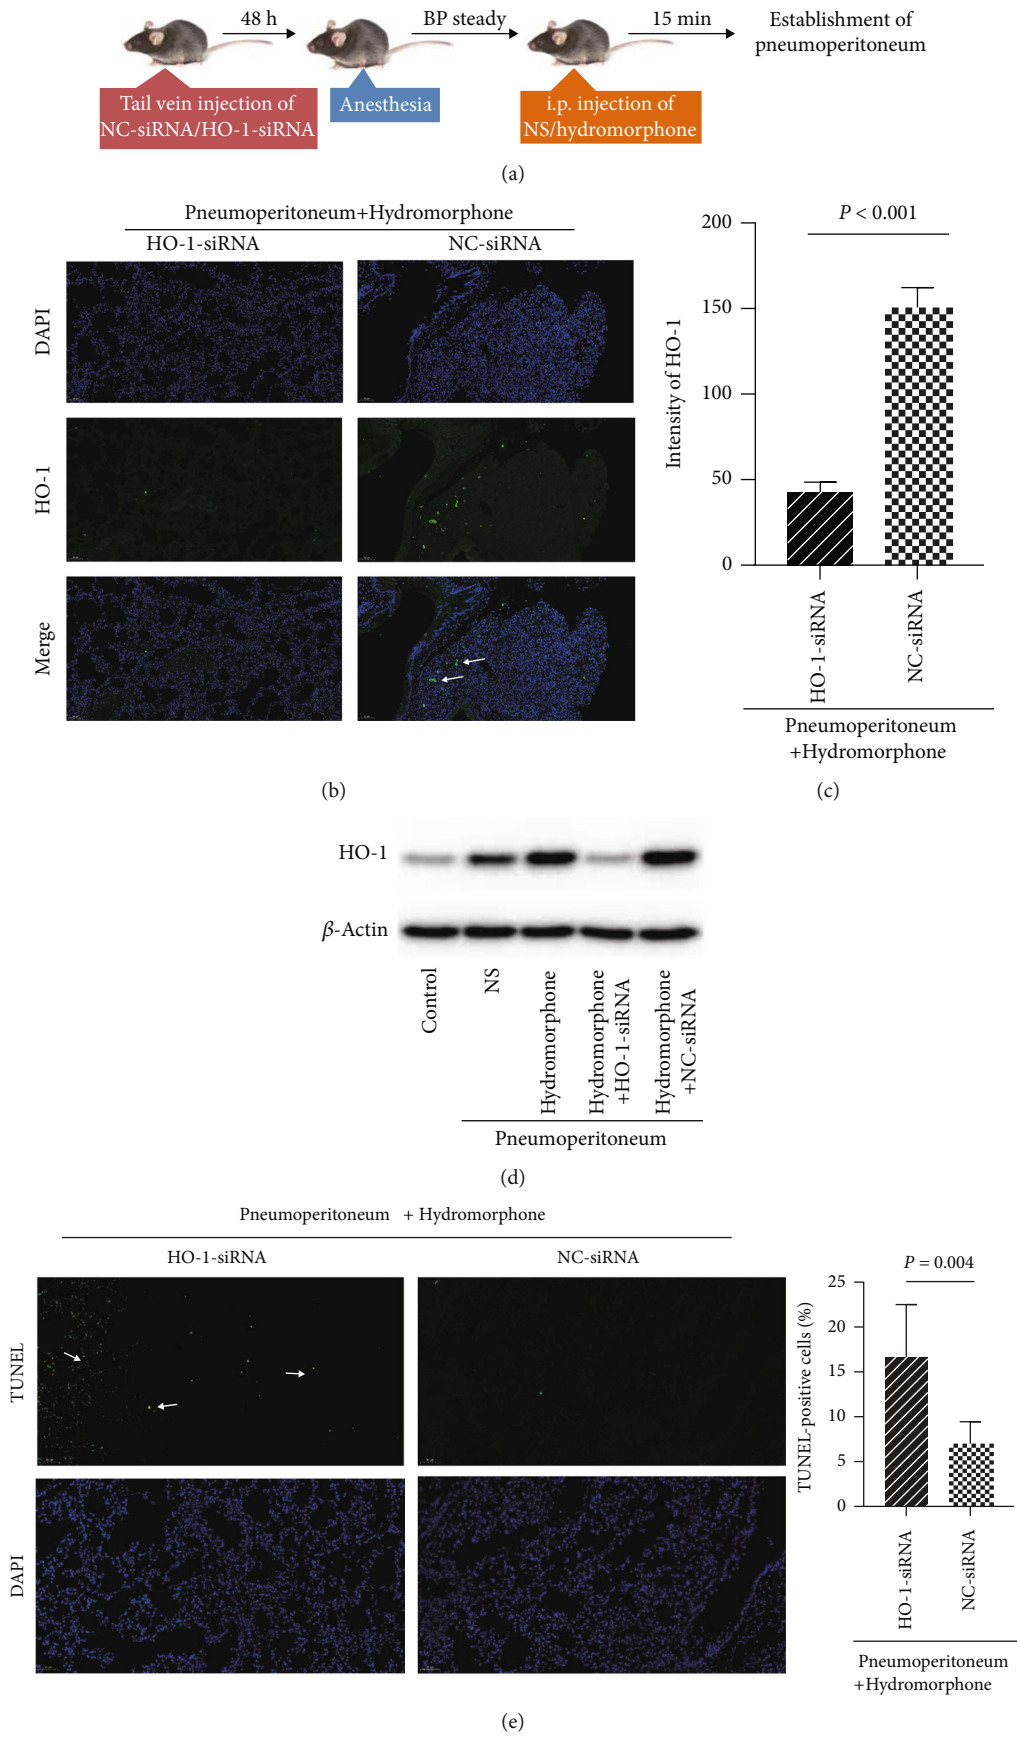 48 h
BP steady
15 min
Establishment of
pneumoperitoneum
Tail vein injection of
NC-siRNA/HO-1-siRNA
Anesthesia
i.p. injection of
NS/hydromorphone
(a)
Pneumoperitoneum+Hydromorphone
HO-1-siRNA
NC-siRNA
DAPI
HO-1
Merge
(b)
P < 0.001
Intensity of HO-1
200
150
100
50
0
HO-1-siRNA
NC-siRNA
Pneumoperitoneum
+Hydromorphone
(c)
HO-1
β-Actin
Control
NS
Hydromorphone
Hydromorphone
+HO-1-siRNA
Hydromorphone
+NC-siRNA
Pneumoperitoneum
(d)
Pneumoperitoneum + Hydromorphone
HO-1-siRNA
NC-siRNA
TUNEL
DAPI
P = 0.004
TUNEL-positive cells (%)
25
20
15
10
5
0
HO-1-siRNA
NC-siRNA
Pneumoperitoneum
+Hydromorphone
(e)